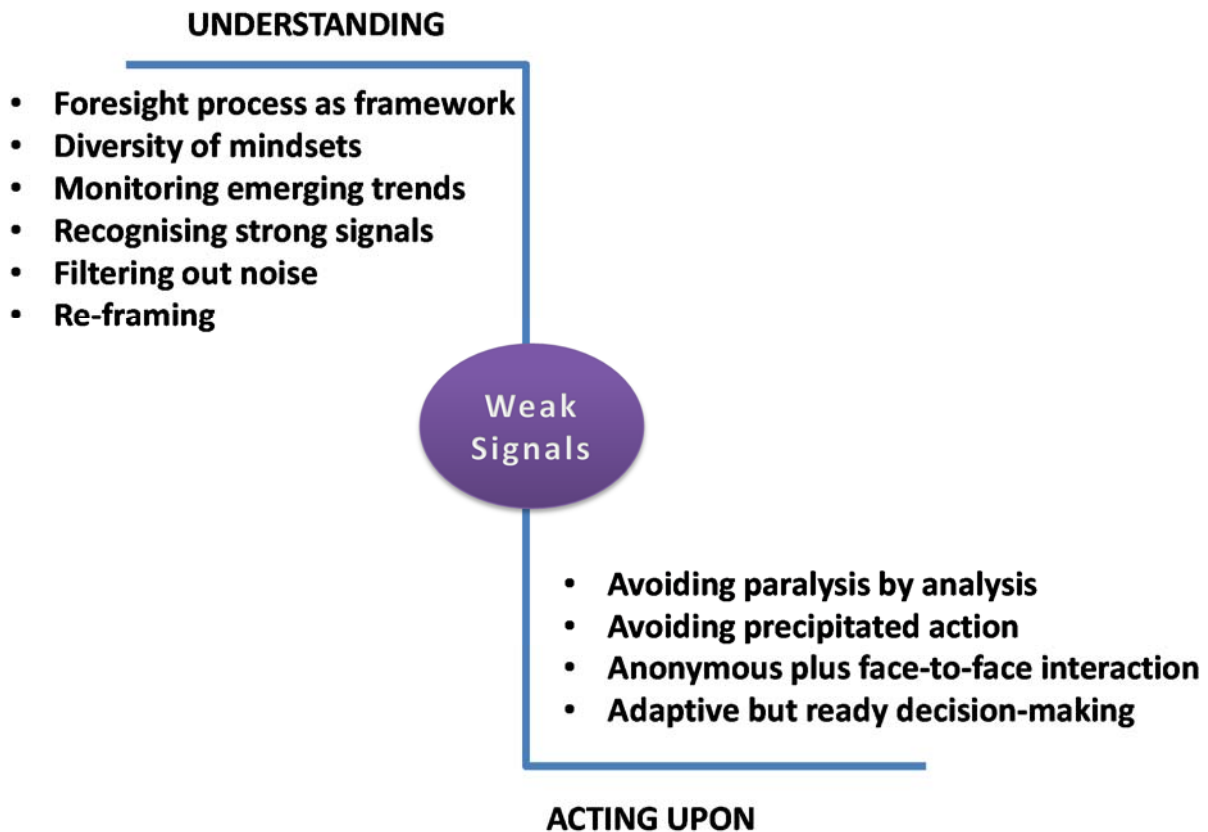 UNDERSTANDING
• Foresight process as framework
• Diversity of mindsets
• Monitoring emerging trends
• Recognising strong signals
• Filtering out noise
• Re-framing
Weak
Signals
• Avoiding paralysis by analysis
• Avoiding precipitated action
• Anonymous plus face-to-face interaction
• Adaptive but ready decision-making
ACTING UPON